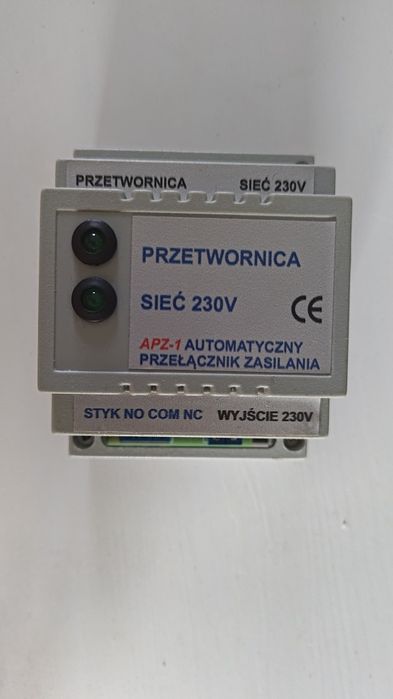 PRZETWORNICA SIEĆ 230V
PRZETWORNICA
SIEĆ 230V CE
APZ-1 AUTOMATYCZNY
PRZEŁĄCZNIK ZASILANIA
STYK NO COM NC WYJŚCIE 230V